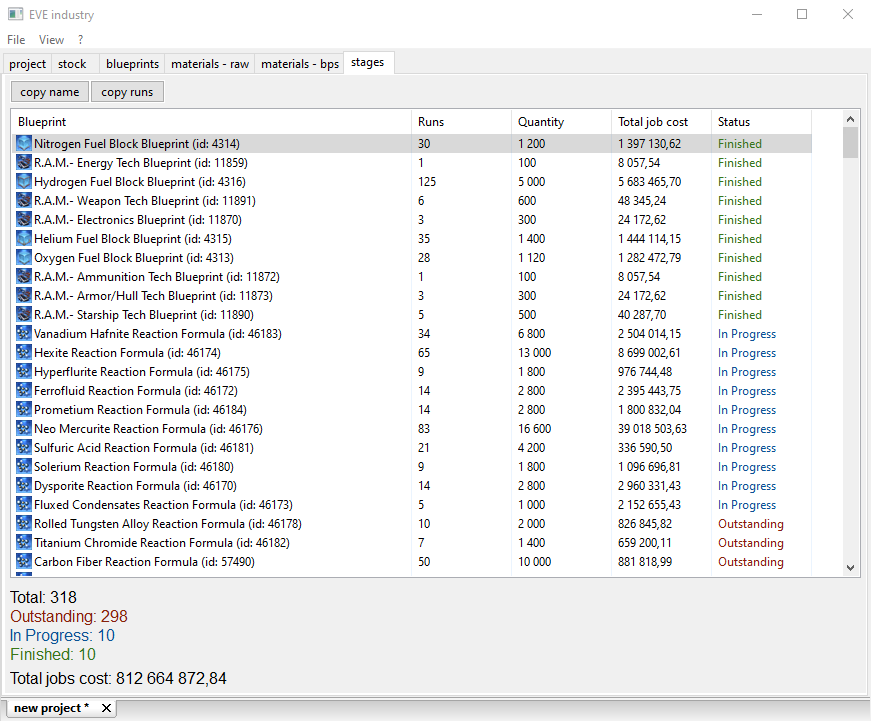 EVE industry
File View ?
project stock blueprints materials - raw materials - bps stages
copy name copy runs
Blueprint Runs Quantity Total job cost Status
Nitrogen Fuel Block Blueprint (id: 4314) 30 1 200 1 397 130,62 Finished
R.A.M.- Energy Tech Blueprint (id: 11859) 1 100 8 057,54 Finished
Hydrogen Fuel Block Blueprint (id: 4316) 125 5 000 5 683 465,70 Finished
R.A.M.- Weapon Tech Blueprint (id: 11891) 6 600 48 345,24 Finished
R.A.M.- Electronics Blueprint (id: 11870) 3 300 24 172,62 Finished
Helium Fuel Block Blueprint (id: 4315) 35 1 400 1 444 114,15 Finished
Oxygen Fuel Block Blueprint (id: 4313) 28 1 120 1 282 472,79 Finished
R.A.M.- Ammunition Tech Blueprint (id: 11872) 1 100 8 057,54 Finished
R.A.M.- Armor/Hull Tech Blueprint (id: 11873) 3 300 24 172,62 Finished
R.A.M.- Starship Tech Blueprint (id: 11890) 5 500 40 287,70 Finished
Vanadium Hafnite Reaction Formula (id: 46183) 34 6 800 2 504 014,15 In Progress
Hexite Reaction Formula (id: 46174) 65 13 000 8 699 002,61 In Progress
Hyperflurite Reaction Formula (id: 46175) 9 1 800 976 744,48 In Progress
Ferrofluid Reaction Formula (id: 46172) 14 2 800 2 395 443,75 In Progress
Prometium Reaction Formula (id: 46184) 14 2 800 1 800 832,04 In Progress
Neo Mercurite Reaction Formula (id: 46176) 83 16 600 39 018 503,63 In Progress
Sulfuric Acid Reaction Formula (id: 46181) 21 4 200 336 590,50 In Progress
Solerium Reaction Formula (id: 46180) 9 1 800 1 096 696,81 In Progress
Dysporite Reaction Formula (id: 46170) 14 2 800 2 960 331,43 In Progress
Fluxed Condensates Reaction Formula (id: 46173) 5 1 000 2 152 655,43 In Progress
Rolled Tungsten Alloy Reaction Formula (id: 46178) 10 2 000 826 845,82 Outstanding
Titanium Chromide Reaction Formula (id: 46182) 7 1 400 659 200,11 Outstanding
Carbon Fiber Reaction Formula (id: 57490) 50 10 000 881 818,99 Outstanding
Total: 318
Outstanding: 298
In Progress: 10
Finished: 10
Total jobs cost: 812 664 872,84
new project *